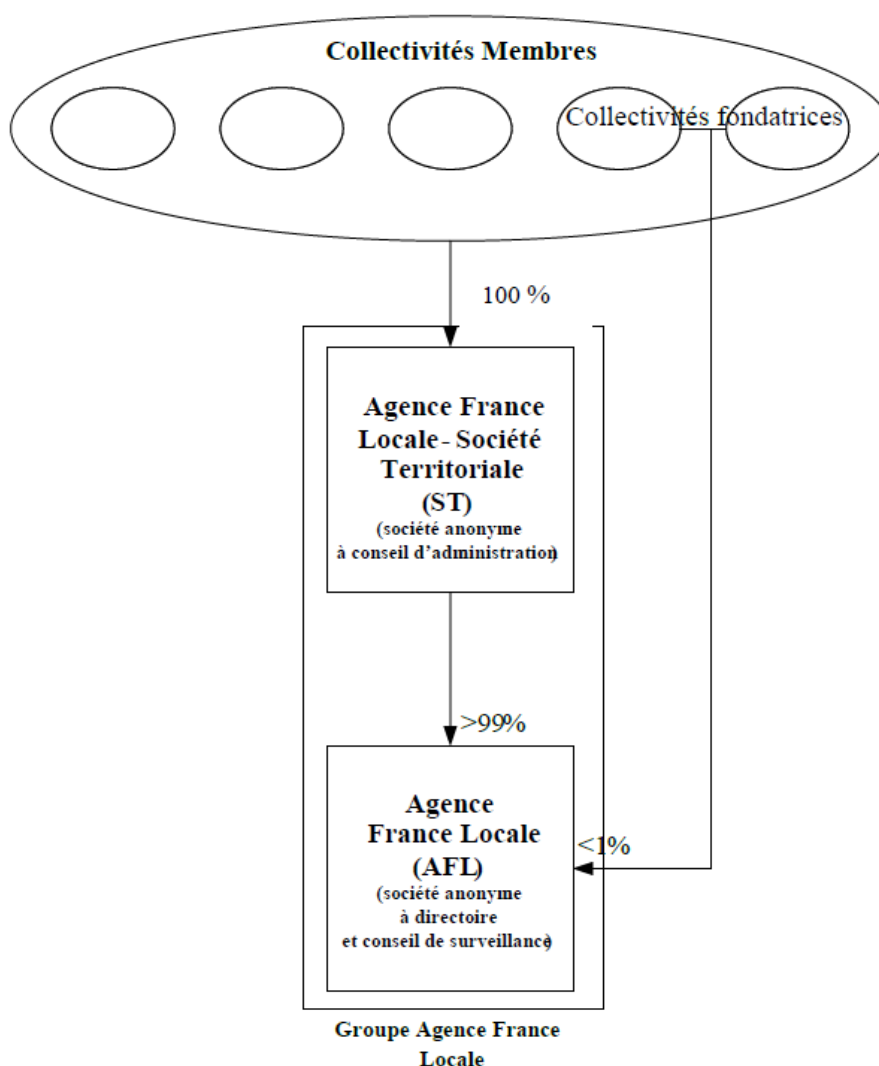 Collectivités Membres
Collectivités fondatrices
100 %
Agence France
Locale - Société
Territoriale
(ST)
(société anonyme
à conseil d’administration)
>99%
Agence
France Locale
(AFL)
(société anonyme
à directoire
et conseil de surveillance)
<1%
Groupe Agence France
Locale